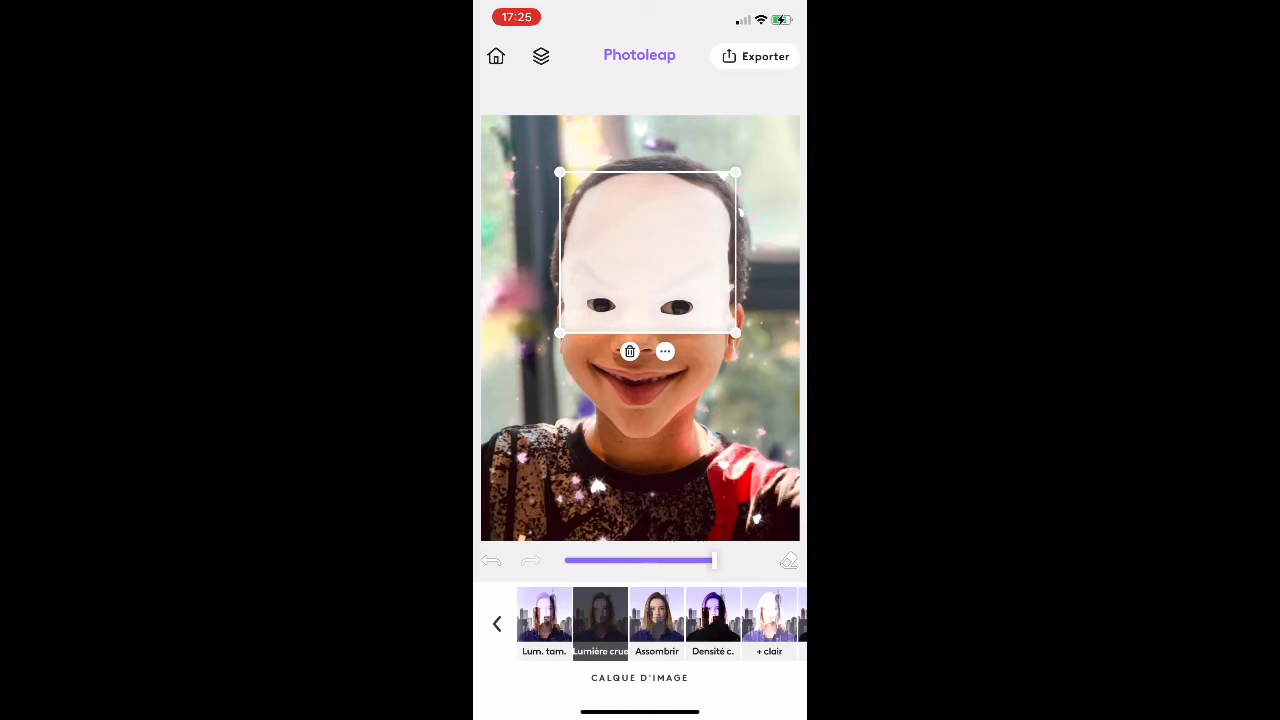 17:25
Photoleap
Exporter
Lum. tam.
Lumière crue
Assombrir
Densité c.
+ clair
CALQUE D'IMAGE